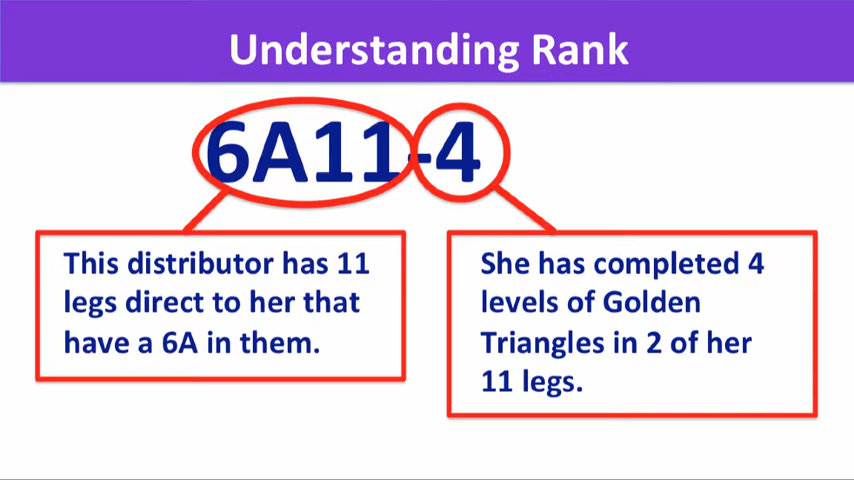 Understanding Rank
6A11-4
This distributor has 11
legs direct to her that
have a 6A in them.
She has completed 4
levels of Golden
Triangles in 2 of her
11 legs.